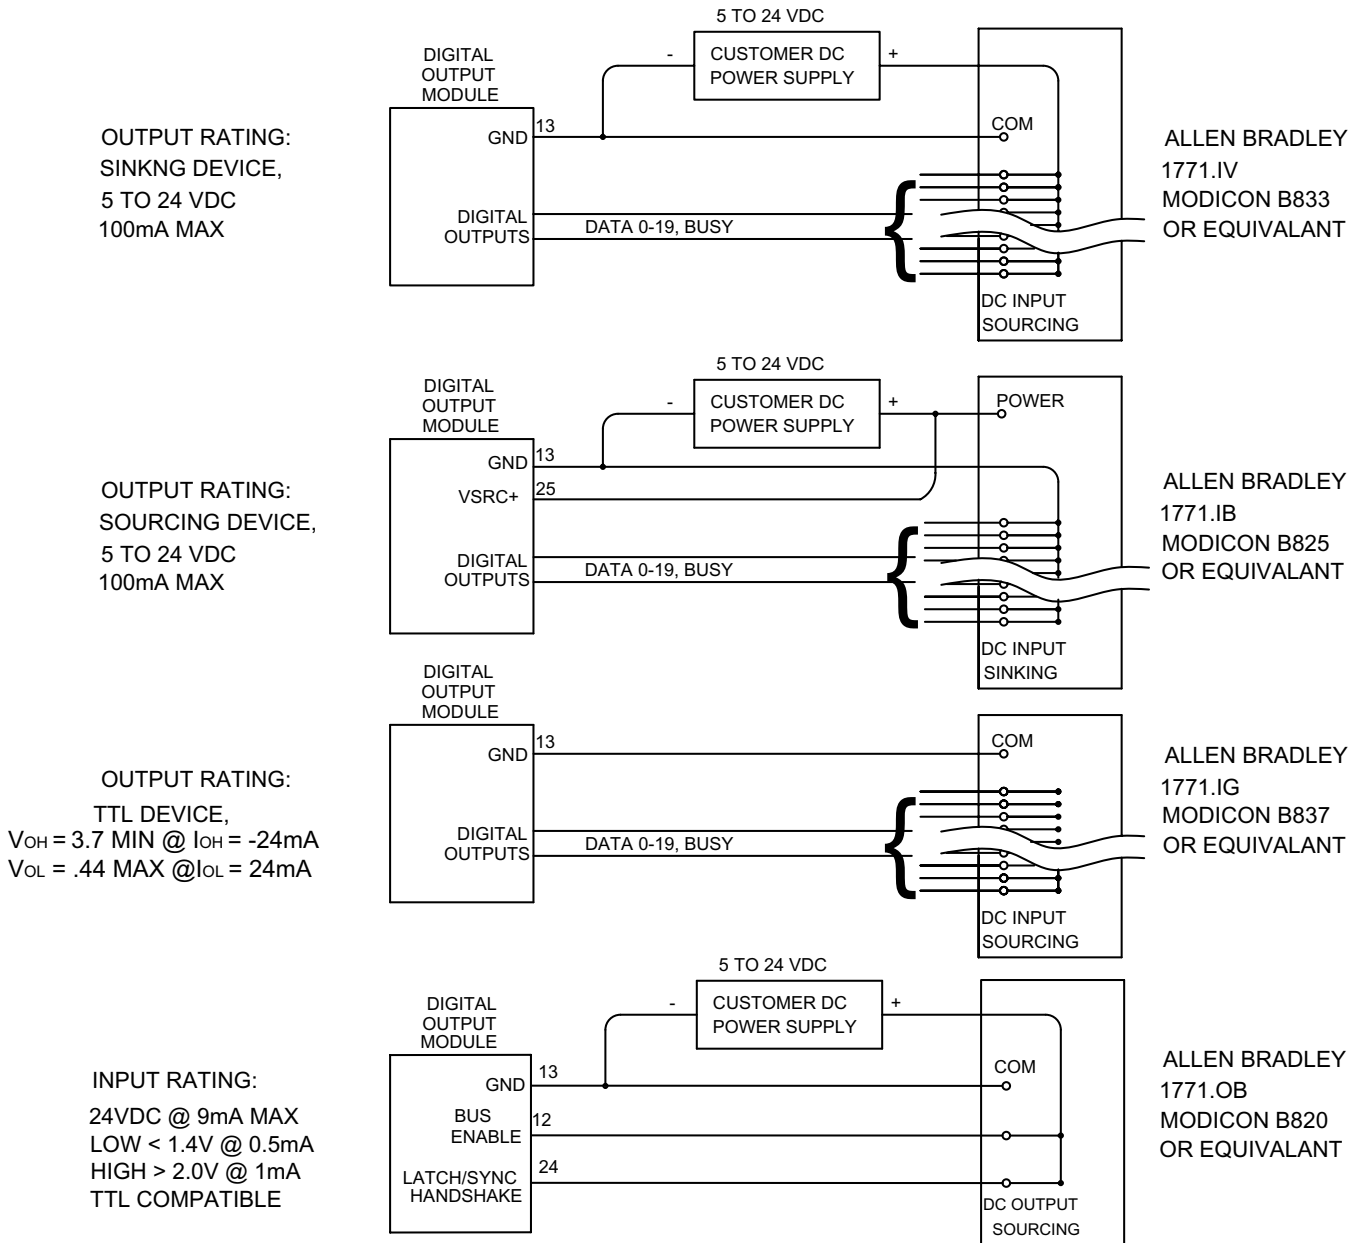 5 TO 24 VDC
DIGITAL
OUTPUT
MODULE
-
CUSTOMER DC
POWER SUPPLY
+
OUTPUT RATING:
SINKNG DEVICE,
5 TO 24 VDC
100mA MAX
GND
13
COM
DIGITAL
OUTPUTS
DATA 0-19, BUSY
{
DC INPUT
SOURCING
ALLEN BRADLEY
1771.IV
MODICON B833
OR EQUIVALANT
5 TO 24 VDC
DIGITAL
OUTPUT
MODULE
-
CUSTOMER DC
POWER SUPPLY
+
POWER
OUTPUT RATING:
SOURCING DEVICE,
5 TO 24 VDC
100mA MAX
GND
13
VSRC+
25
DIGITAL
OUTPUTS
DATA 0-19, BUSY
{
DC INPUT
SINKING
ALLEN BRADLEY
1771.IB
MODICON B825
OR EQUIVALANT
DIGITAL
OUTPUT
MODULE
OUTPUT RATING:
TTL DEVICE,
VOH = 3.7 MIN @ IOH = -24mA
VOL = .44 MAX @IOL = 24mA
GND
13
COM
DIGITAL
OUTPUTS
DATA 0-19, BUSY
{
DC INPUT
SOURCING
ALLEN BRADLEY
1771.IG
MODICON B837
OR EQUIVALANT
5 TO 24 VDC
DIGITAL
OUTPUT
MODULE
-
CUSTOMER DC
POWER SUPPLY
+
INPUT RATING:
24VDC @ 9mA MAX
LOW < 1.4V @ 0.5mA
HIGH > 2.0V @ 1mA
TTL COMPATIBLE
GND
13
COM
BUS
ENABLE
12
LATCH/SYNC
HANDSHAKE
24
DC OUTPUT
SOURCING
ALLEN BRADLEY
1771.OB
MODICON B820
OR EQUIVALANT